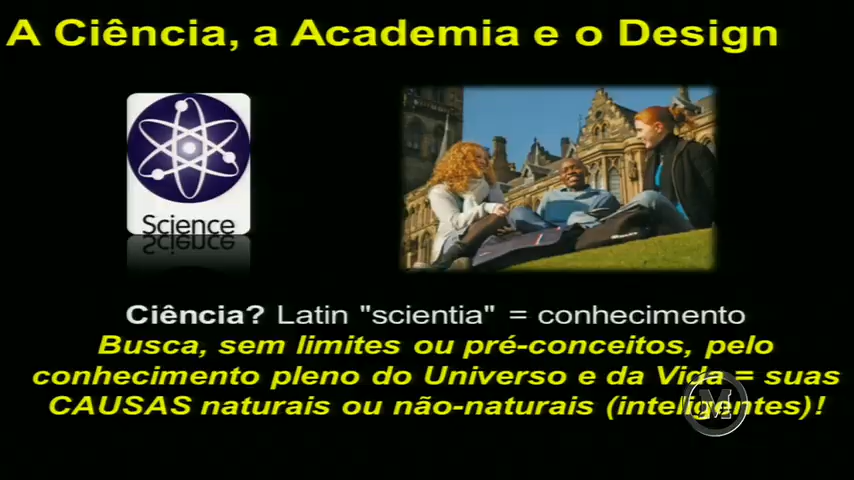 A Ciência, a Academia e o Design
Science
Ciência? Latin "scientia" = conhecimento
Busca, sem limites ou pré-conceitos, pelo
conhecimento pleno do Universo e da Vida = suas
CAUSAS naturais ou não-naturais (inteligentes)!
M